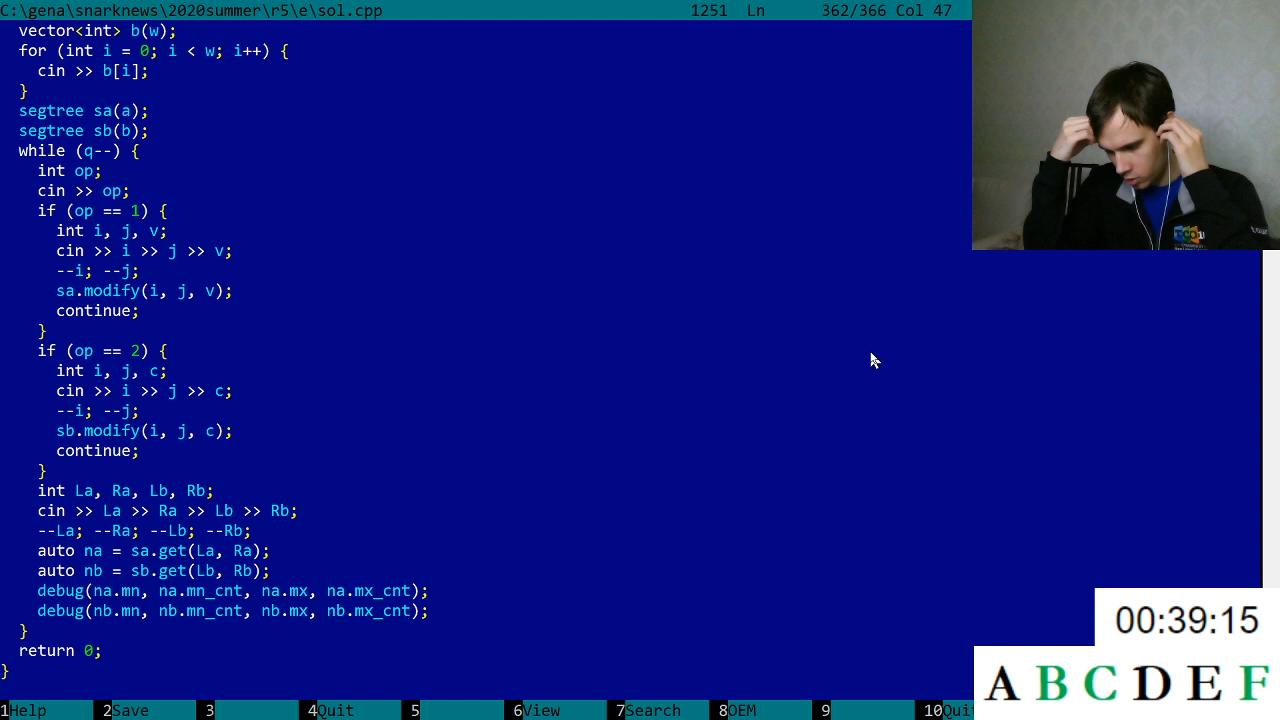 C:\gena\snarknews\2020summer\r5\e\sol.cpp 1251 Ln 362/366 Col 47
vector<int> b(w);
for (int i = 0; i < w; i++) {
cin >> b[i];
}
segtree sa(a);
segtree sb(b);
while (q--) {
int op;
cin >> op;
if (op == 1) {
int i, j, v;
cin >> i >> j >> v;
--i; --j;
sa.modify(i, j, v);
continue;
}
if (op == 2) {
int i, j, c;
cin >> i >> j >> c;
--i; --j;
sb.modify(i, j, c);
continue;
}
int La, Ra, Lb, Rb;
cin >> La >> Ra >> Lb >> Rb;
--La; --Ra; --Lb; --Rb;
auto na = sa.get(La, Ra);
auto nb = sb.get(Lb, Rb);
debug(na.mn, na.mn_cnt, na.mx, na.mx_cnt);
debug(nb.mn, nb.mn_cnt, nb.mx, nb.mx_cnt);
}
return 0;
}
00:39:15
A B C D E F
1Help 2Save 3 4Quit 5 6View 7Search 8OEM 9 10Quit